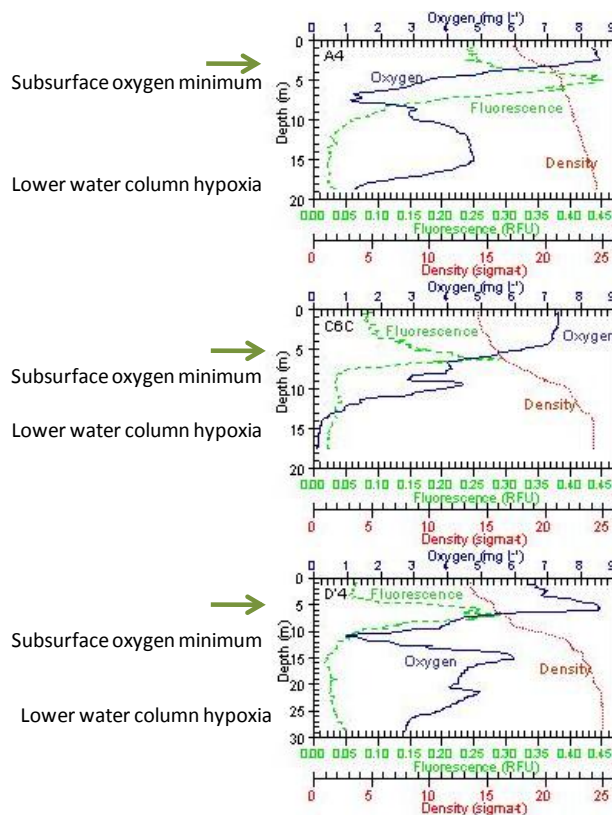 Oxygen (mg l⁻¹)
0 1 2 3 4 5 6 7 8 9
A4
Subsurface oxygen minimum
Oxygen
Fluorescence
Density
Lower water column hypoxia
Depth (m)
0
5
10
15
20
0.00 0.05 0.10 0.15 0.20 0.25 0.30 0.35 0.40 0.45
Fluorescence (RFU)
0 5 10 15 20 25
Density (sigma-t)
Oxygen (mg l⁻¹)
0 1 2 3 4 5 6 7 8 9
C6C
Fluorescence
Oxygen
Subsurface oxygen minimum
Density
Lower water column hypoxia
Depth (m)
0
5
10
15
20
0.00 0.05 0.10 0.15 0.20 0.25 0.30 0.35 0.40 0.45
Fluorescence (RFU)
0 5 10 15 20 25
Density (sigma-t)
Oxygen (mg l⁻¹)
0 1 2 3 4 5 6 7 8 9
D'4
Fluorescence
Subsurface oxygen minimum
Oxygen
Density
Lower water column hypoxia
Depth (m)
0
5
10
15
20
25
30
0.00 0.05 0.10 0.15 0.20 0.25 0.30 0.35 0.40 0.45
Fluorescence (RFU)
0 5 10 15 20 25
Density (sigma-t)